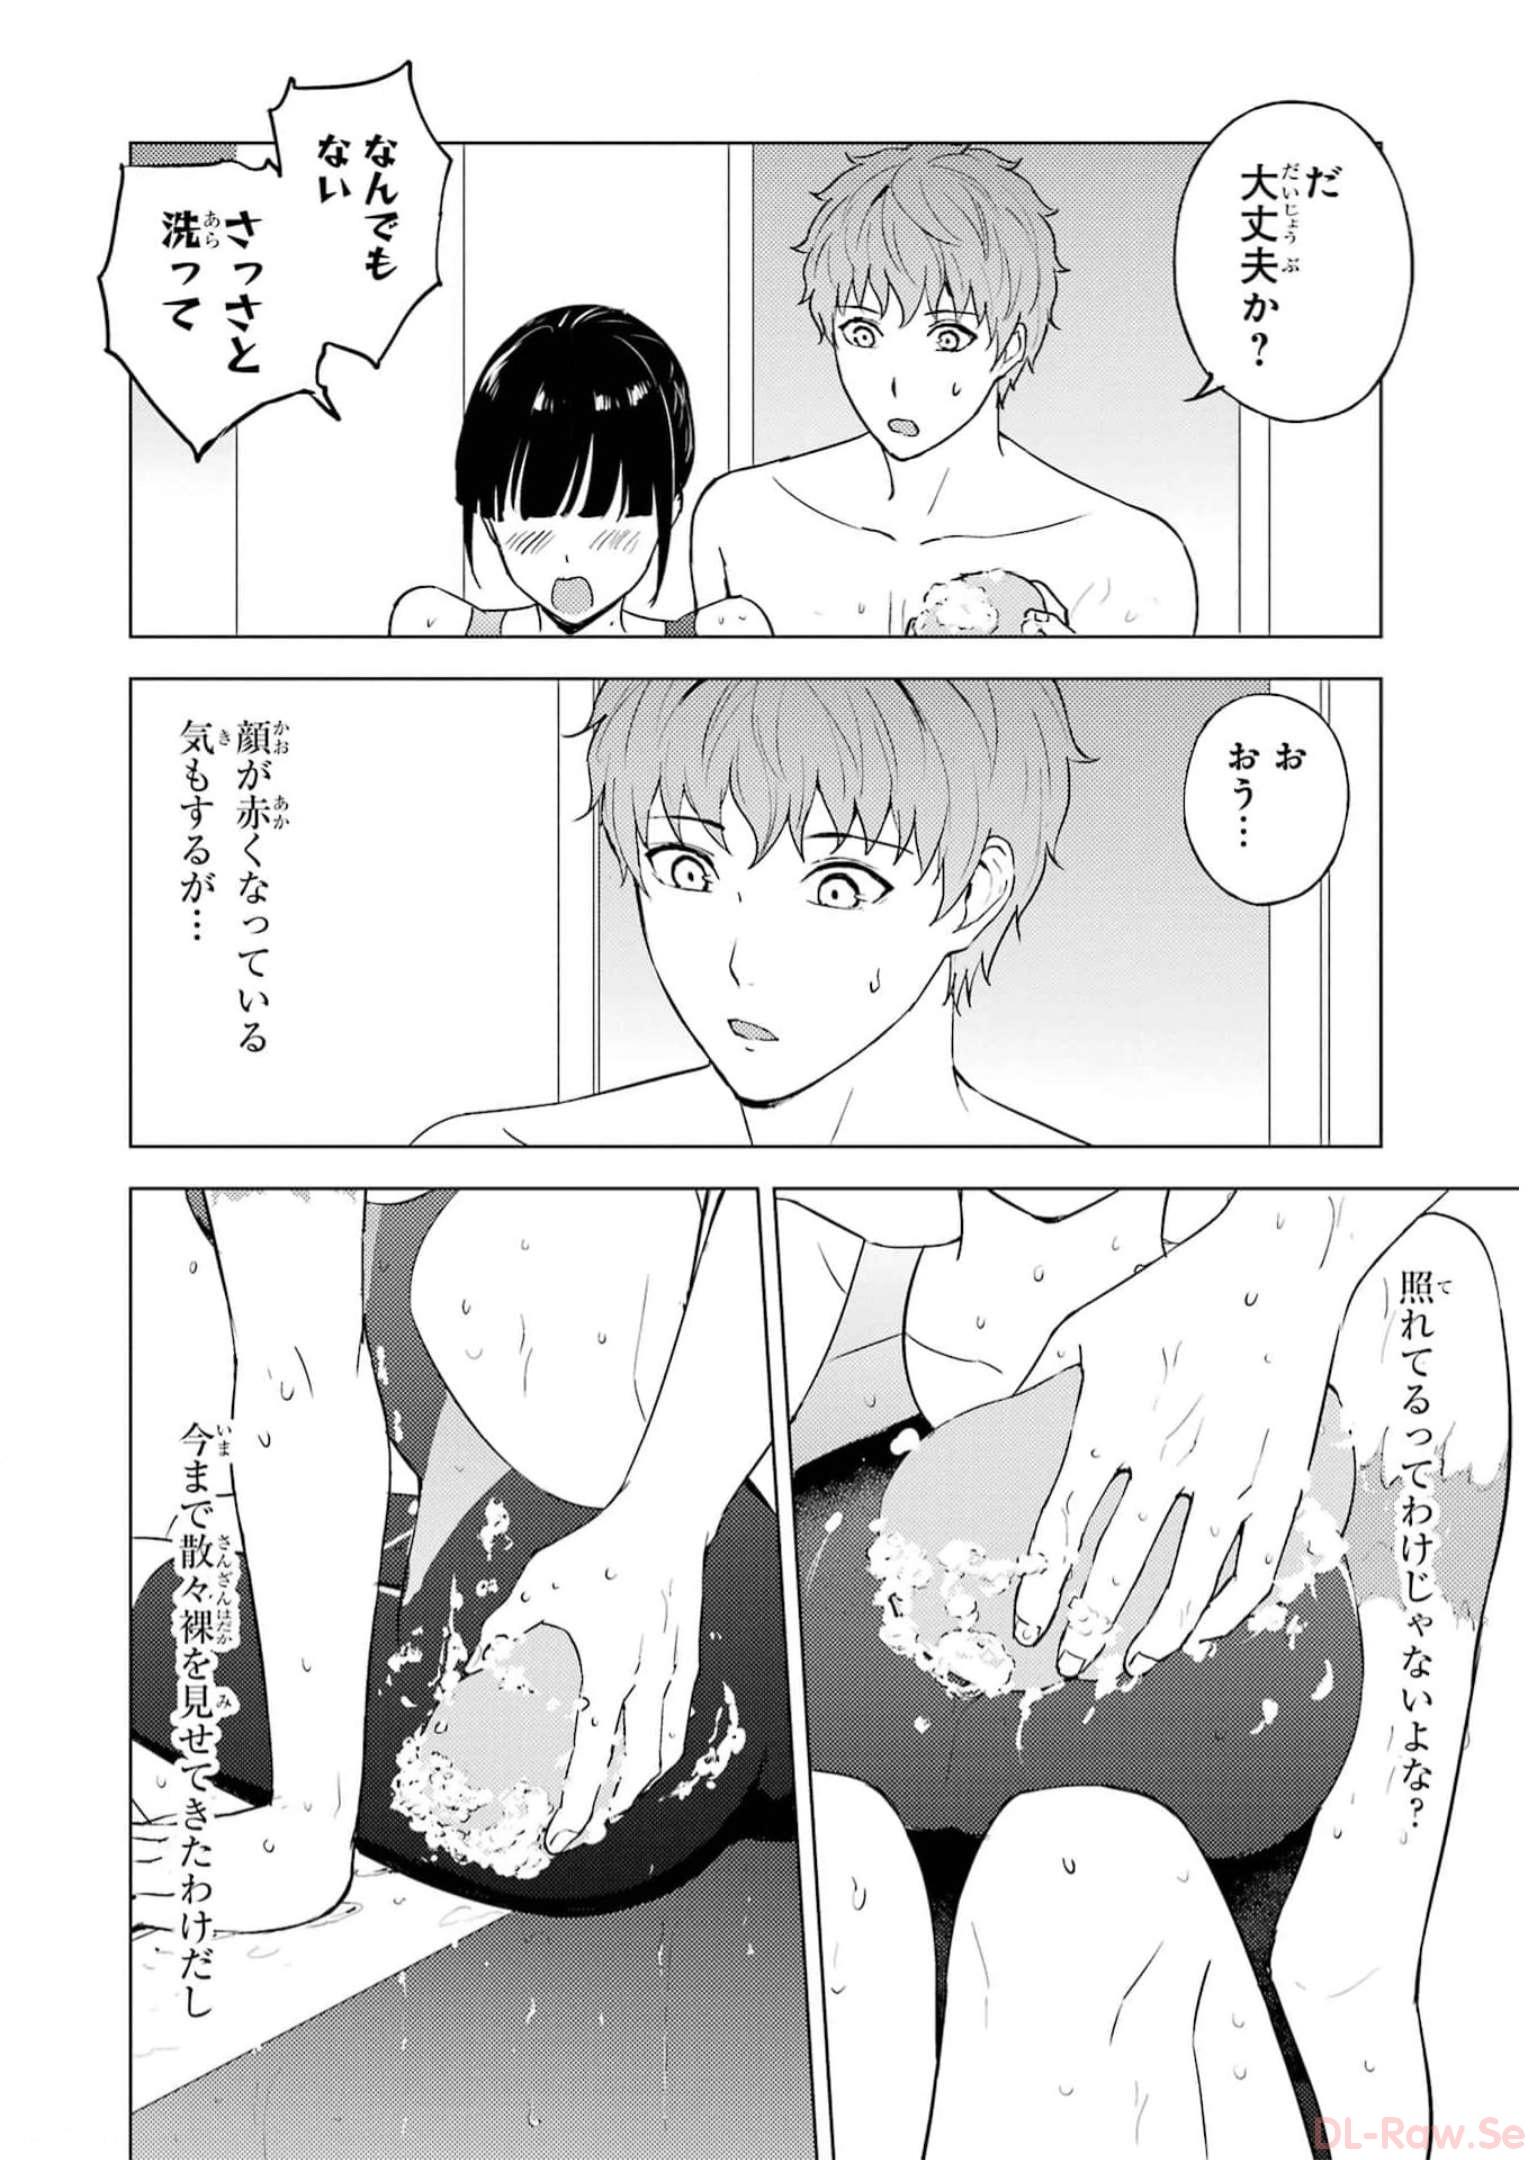 だ
大丈夫か?
なんでも
ない
さっさと
洗って
お
おう…
顔が赤くなっている
気もするが…
照れてるってわけじゃないよな?
今まで散々裸を見せてきたわけだし
DL-Raw.Se